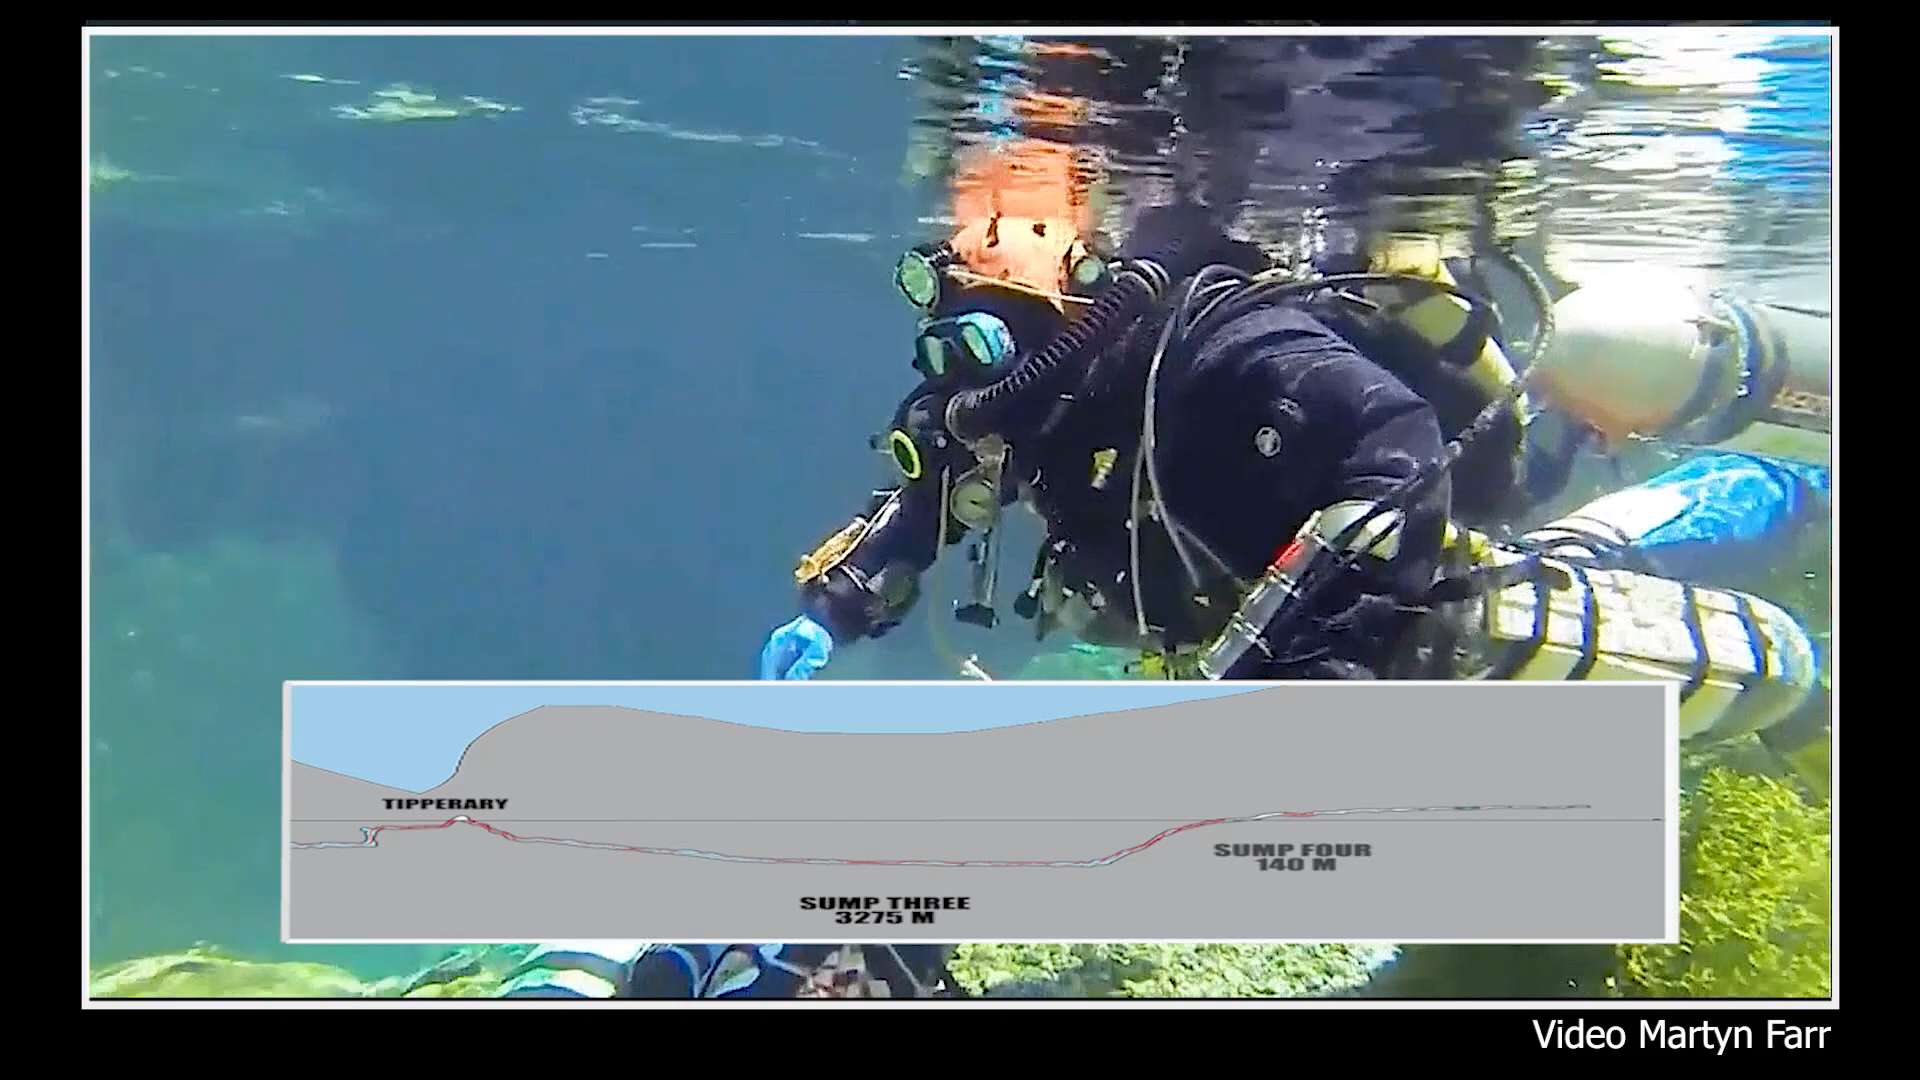 TIPPERARY
SUMP FOUR
140 M
SUMP THREE
3275 M
Video Martyn Farr